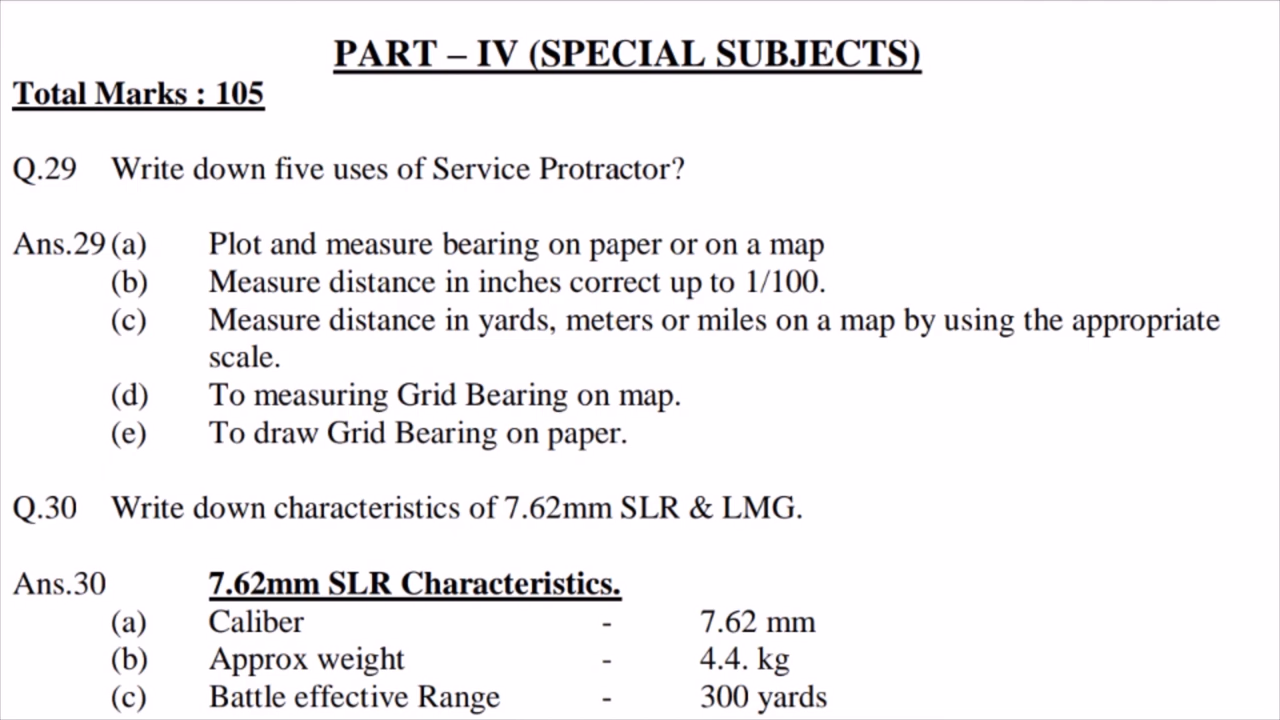 PART – IV (SPECIAL SUBJECTS)
Total Marks : 105
Q.29 Write down five uses of Service Protractor?
Ans.29 (a) Plot and measure bearing on paper or on a map
(b) Measure distance in inches correct up to 1/100.
(c) Measure distance in yards, meters or miles on a map by using the appropriate
scale.
(d) To measuring Grid Bearing on map.
(e) To draw Grid Bearing on paper.
Q.30 Write down characteristics of 7.62mm SLR & LMG.
Ans.30 7.62mm SLR Characteristics.
(a) Caliber - 7.62 mm
(b) Approx weight - 4.4. kg
(c) Battle effective Range - 300 yards